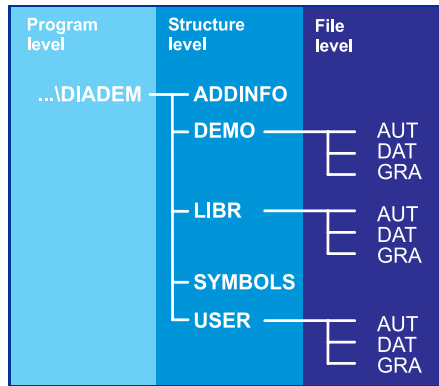 Program
level
Structure
level
File
level
...\DIADEM
ADDINFO
DEMO
AUT
DAT
GRA
LIBR
AUT
DAT
GRA
SYMBOLS
USER
AUT
DAT
GRA